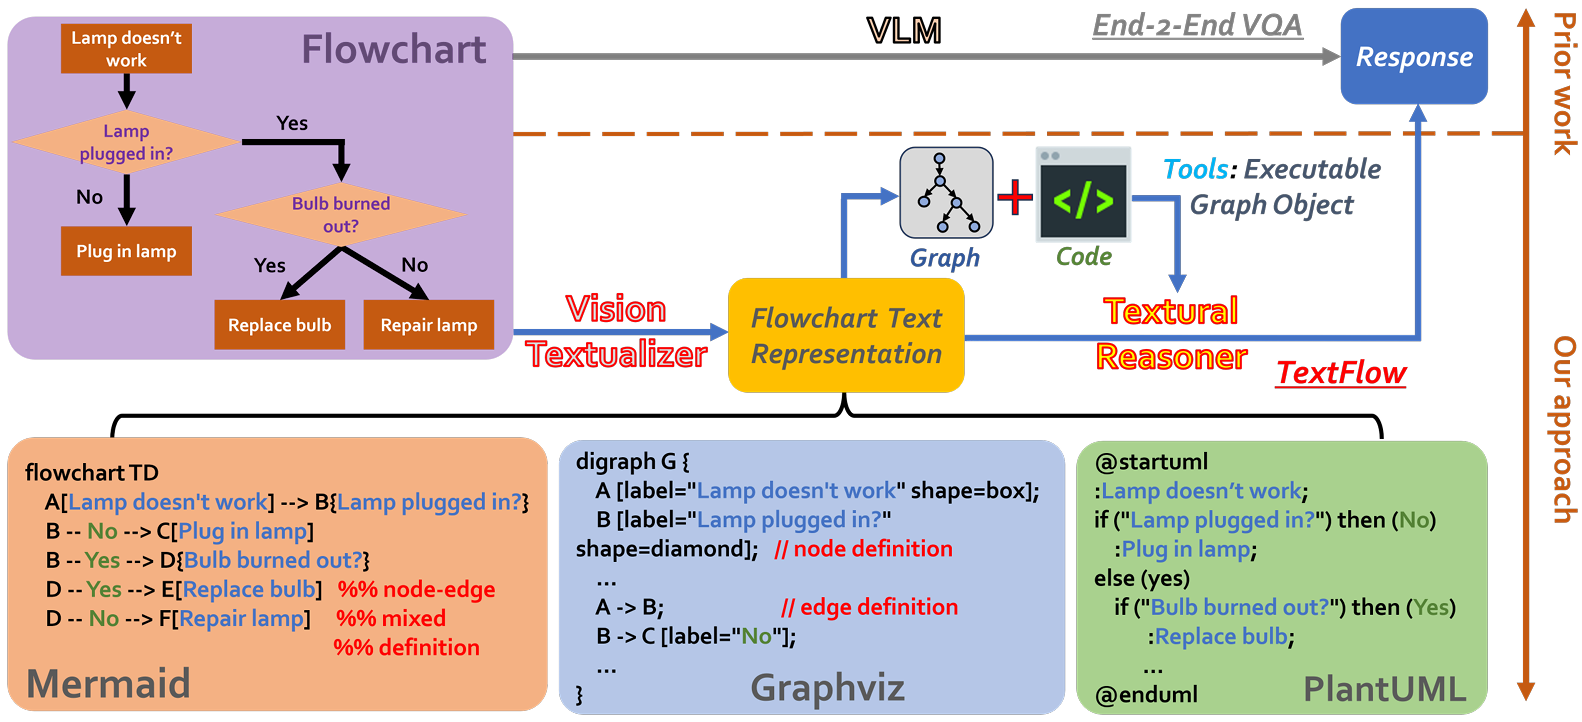 Flowchart
Lamp doesn't
work
Lamp
plugged in?
Yes
No
Plug in lamp
Bulb burned
out?
Yes
No
Replace bulb
Repair lamp
VLM
End-2-End VQA
Response
Prior work
Our approach
Vision
Textualizer
Flowchart Text
Representation
Graph
Code
</>
Tools: Executable
Graph Object
Textural
Reasoner
TextFlow
flowchart TD
A[Lamp doesn't work] --> B{Lamp plugged in?}
B -- No --> C[Plug in lamp]
B -- Yes --> D{Bulb burned out?}
D -- Yes --> E[Replace bulb] %% node-edge
D -- No --> F[Repair lamp] %% mixed
%% definition
Mermaid
digraph G {
A [label="Lamp doesn't work" shape=box];
B [label="Lamp plugged in?"
shape=diamond]; // node definition
...
A -> B; // edge definition
B -> C [label="No"];
...
}
Graphviz
@startuml
:Lamp doesn't work;
if ("Lamp plugged in?") then (No)
:Plug in lamp;
else (yes)
if ("Bulb burned out?") then (Yes)
:Replace bulb;
...
@enduml
PlantUML